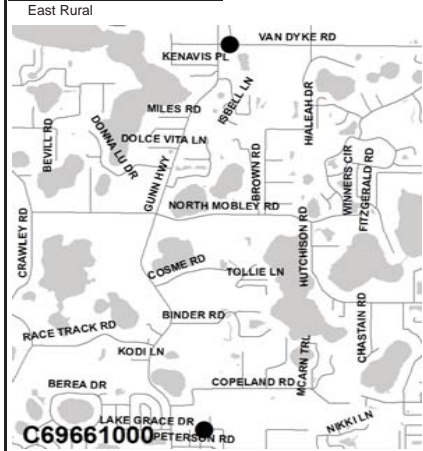 East Rural
VAN DYKE RD
KENAVIS PL
ISBELL LN
HIALEAH DR
MILES RD
BEVILL RD
DONNA LU DR
DOLCE VITA LN
GUNN HWY
BROWN RD
WINNERS CIR
FITZGERALD RD
NORTH MOBLEY RD
CRAWLEY RD
HUTCHISON RD
COSME RD
TOLLIE LN
BINDER RD
RACE TRACK RD
CHASTAIN RD
KODI LN
MCARN TRL
BEREA DR
COPELAND RD
LAKE GRACE DR
NIKKI LN
C69661000
PETERSON RD